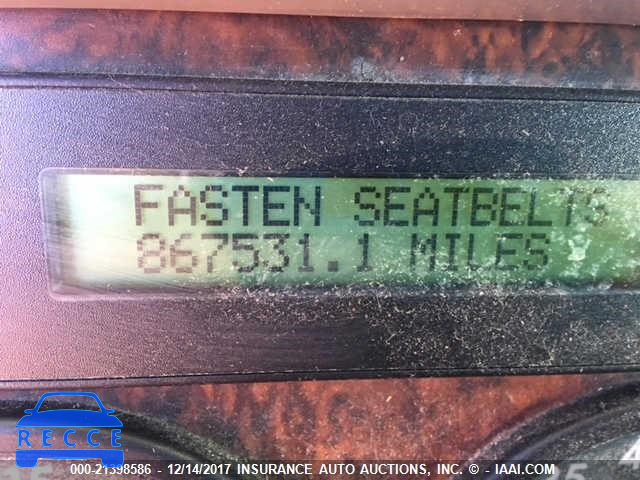 FASTEN SEATBELTS
867531.1 MILES
RECCE
000-21398586 - 12/14/2017 INSURANCE AUTO AUCTIONS, INC. © - IAAI.COM